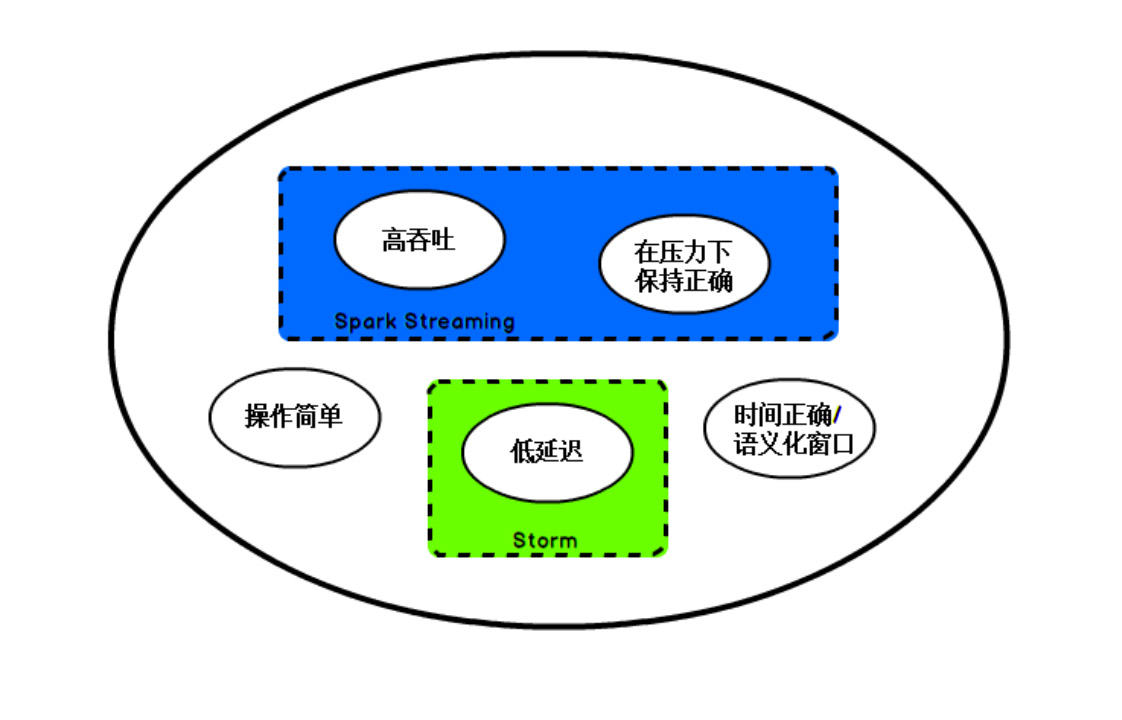 高吞吐
在压力下
保持正确
Spark Streaming
操作简单
低延迟
Storm
时间正确/
语义化窗口